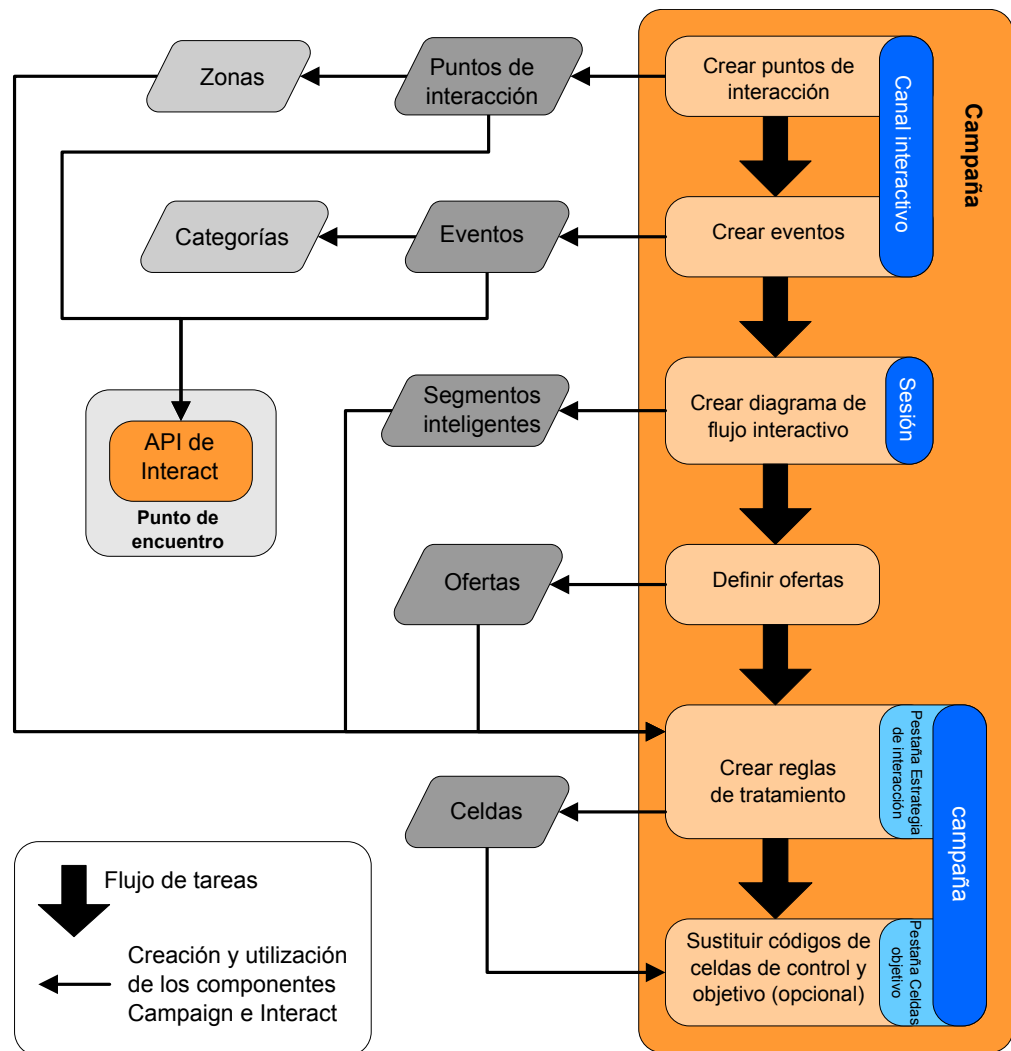 Zonas
Puntos de
interacción
Crear puntos de
interacción
Canal interactivo
Campaña
Categorías
Eventos
Crear eventos
Segmentos
inteligentes
Crear diagrama de
flujo interactivo
Sesión
API de
Interact
Punto de
encuentro
Ofertas
Definir ofertas
Crear reglas
de tratamiento
Pestaña Estrategia
de interacción
campaña
Celdas
Sustituir códigos de
celdas de control y
objetivo (opcional)
Pestaña Celdas
objetivo
Flujo de tareas
Creación y utilización
de los componentes
Campaign e Interact